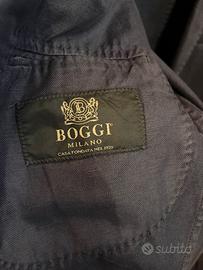 B
BOGGI
MILANO
CASA FONDATA NEL 1939
subito